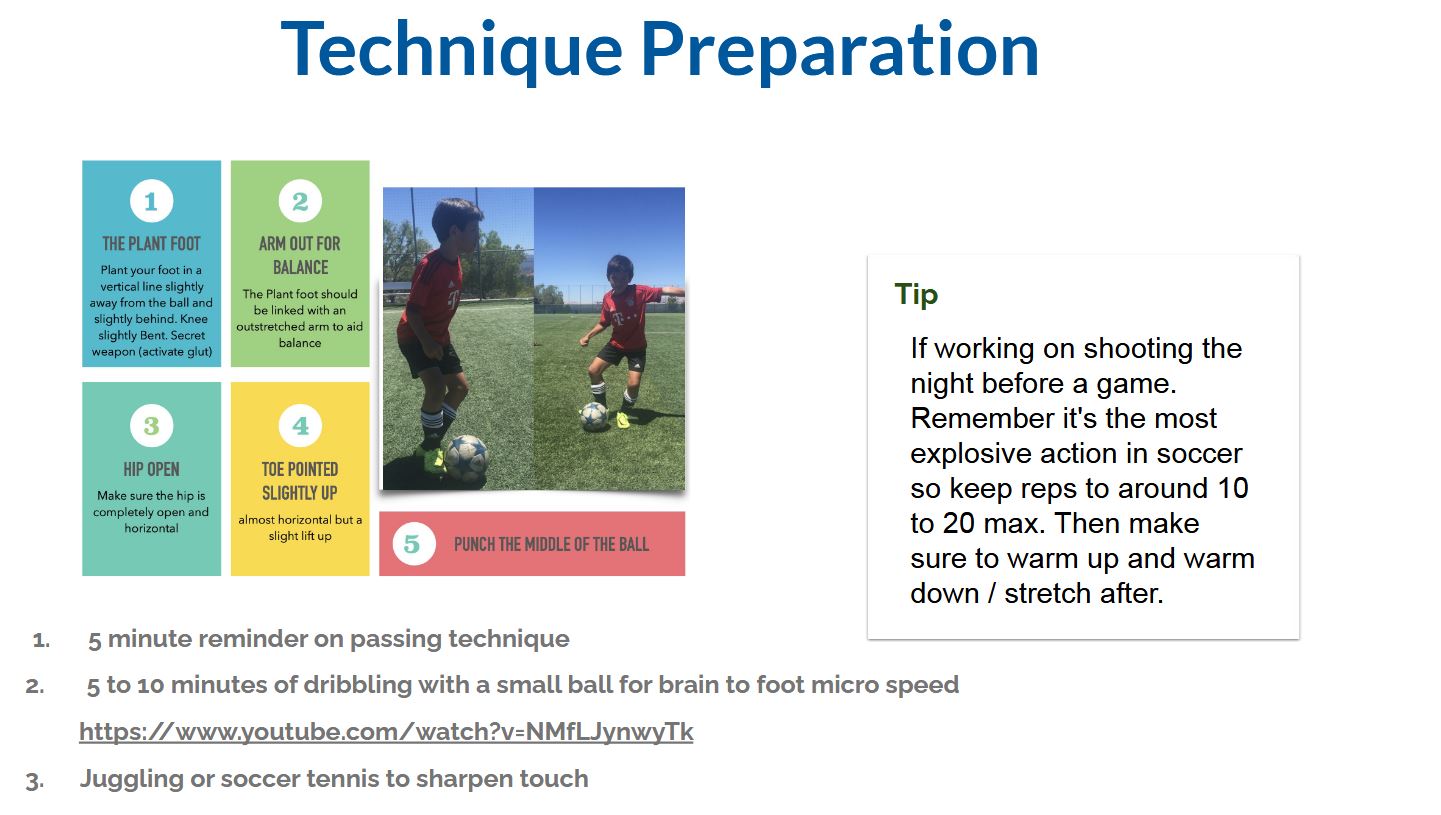 Technique Preparation
1
THE PLANT FOOT
Plant your foot in a
vertical line slightly
away from the ball and
slightly behind. Knee
slightly Bent. Secret
weapon (activate glut)
2
ARM OUT FOR
BALANCE
The Plant foot should
be linked with an
outstretched arm to aid
balance
3
HIP OPEN
Make sure the hip is
completely open and
horizontal
4
TOE POINTED
SLIGHTLY UP
almost horizontal but a
slight lift up
5
PUNCH THE MIDDLE OF THE BALL
Tip
If working on shooting the
night before a game.
Remember it's the most
explosive action in soccer
so keep reps to around 10
to 20 max. Then make
sure to warm up and warm
down / stretch after.
1. 5 minute reminder on passing technique
2. 5 to 10 minutes of dribbling with a small ball for brain to foot micro speed
https://www.youtube.com/watch?v=NMfLJynwyTk
3. Juggling or soccer tennis to sharpen touch